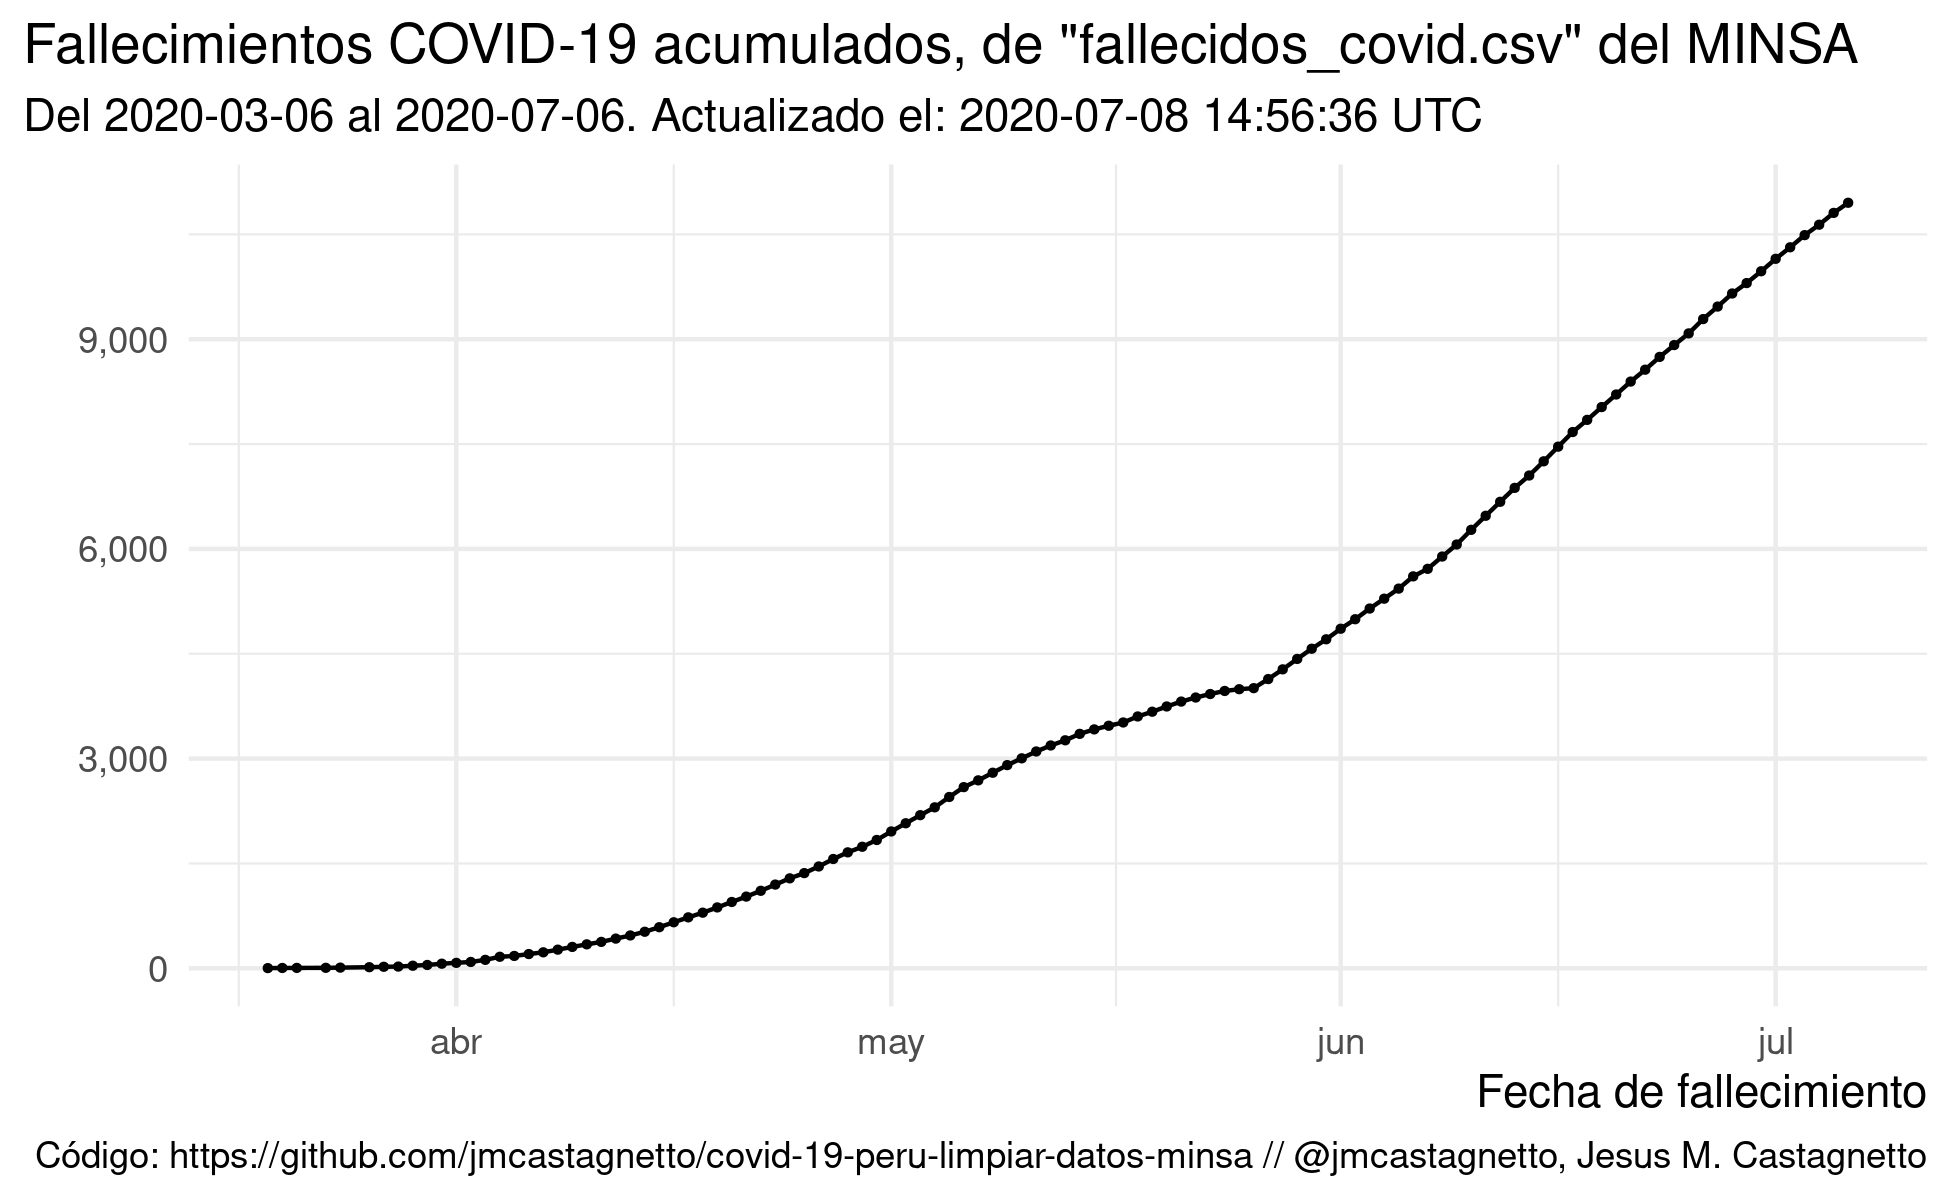 Fallecimientos COVID-19 acumulados, de "fallecidos_covid.csv" del MINSA
Del 2020-03-06 al 2020-07-06. Actualizado el: 2020-07-08 14:56:36 UTC
9,000
6,000
3,000
0
abr may jun jul
Fecha de fallecimiento
Código: https://github.com/jmcastagnetto/covid-19-peru-limpiar-datos-minsa // @jmcastagnetto, Jesus M. Castagnetto